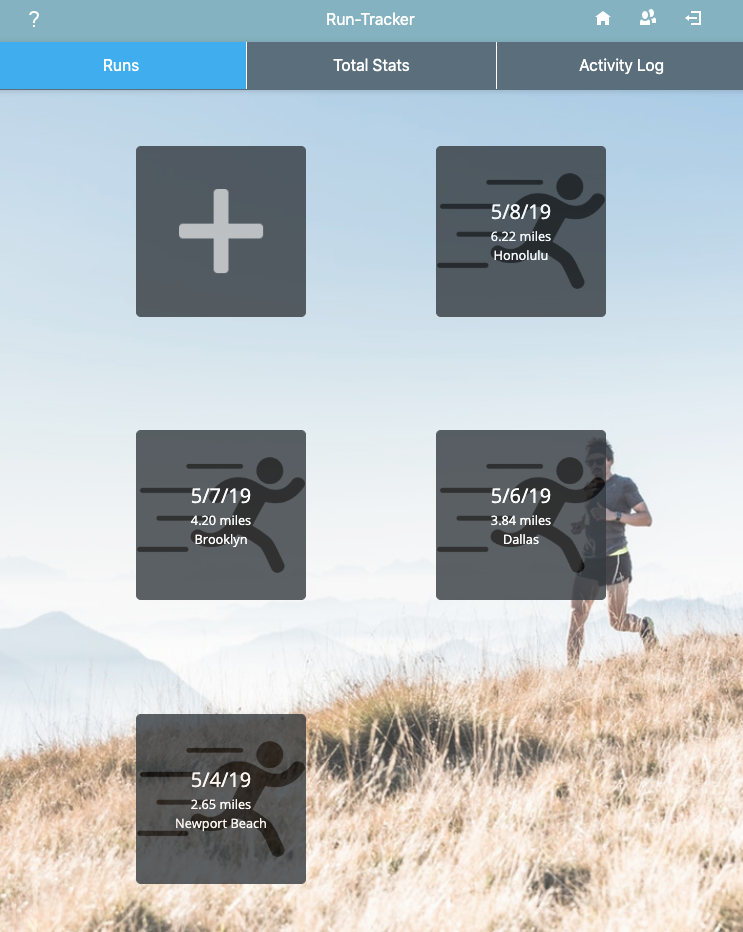 ?
Run-Tracker
Runs
Total Stats
Activity Log
5/8/19
6.22 miles
Honolulu
5/7/19
4.20 miles
Brooklyn
5/6/19
3.84 miles
Dallas
5/4/19
2.65 miles
Newport Beach